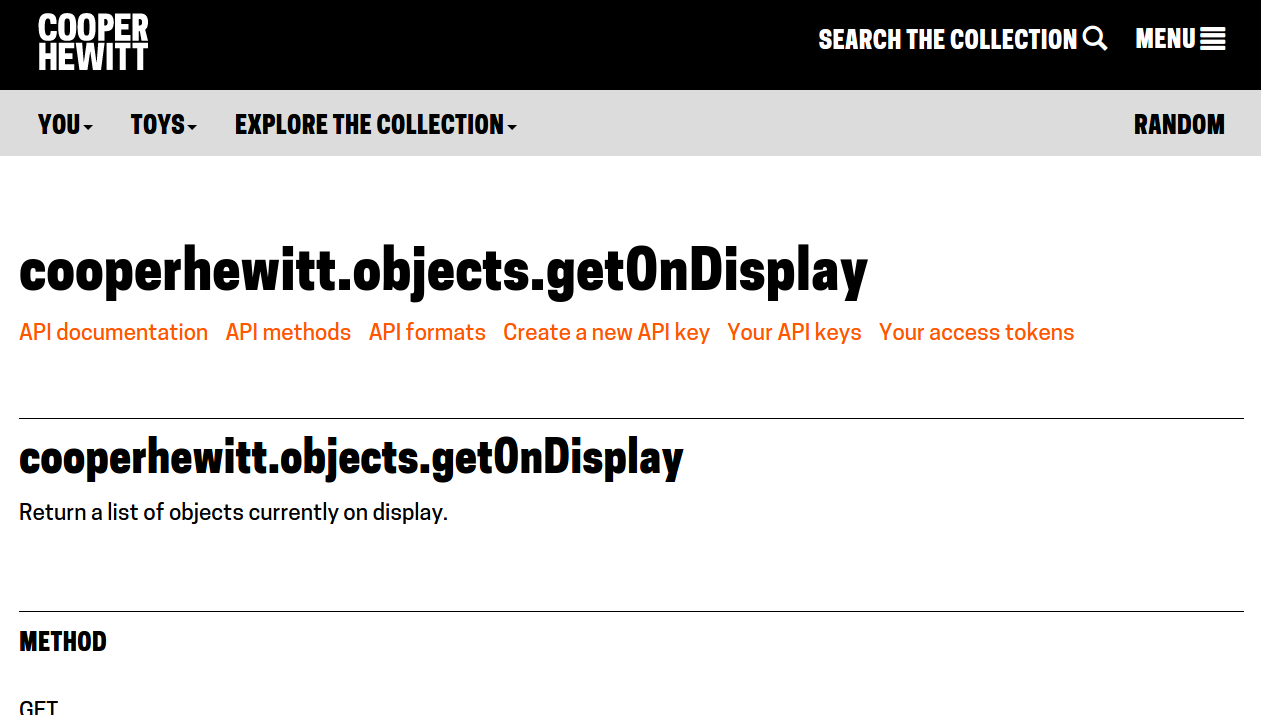 COOPER
HEWITT
SEARCH THE COLLECTION
MENU
YOU
TOYS
EXPLORE THE COLLECTION
RANDOM
cooperhewitt.objects.getOnDisplay
API documentation API methods API formats Create a new API key Your API keys Your access tokens
cooperhewitt.objects.getOnDisplay
Return a list of objects currently on display.
METHOD
GET